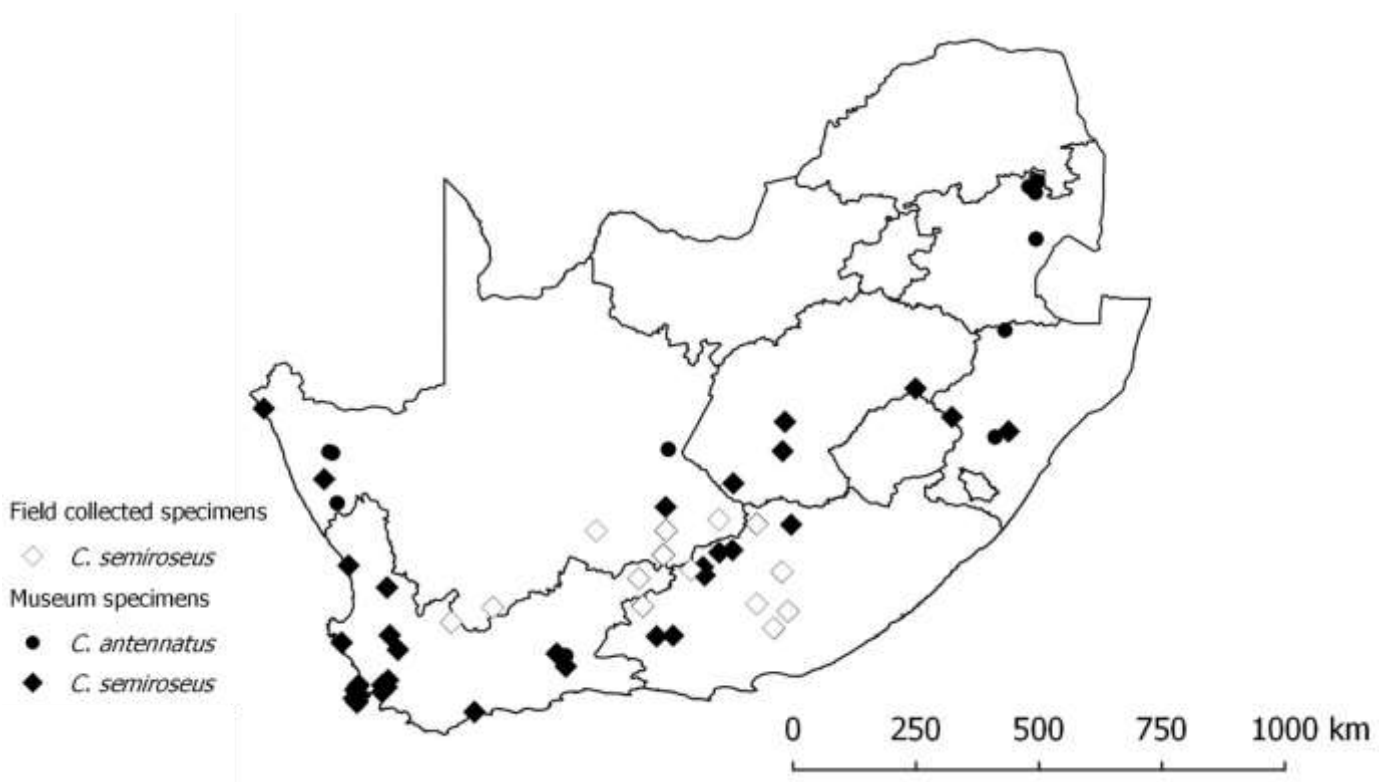 Field collected specimens
C. semiroseus
Museum specimens
C. antennatus
C. semiroseus
0 250 500 750 1000 km